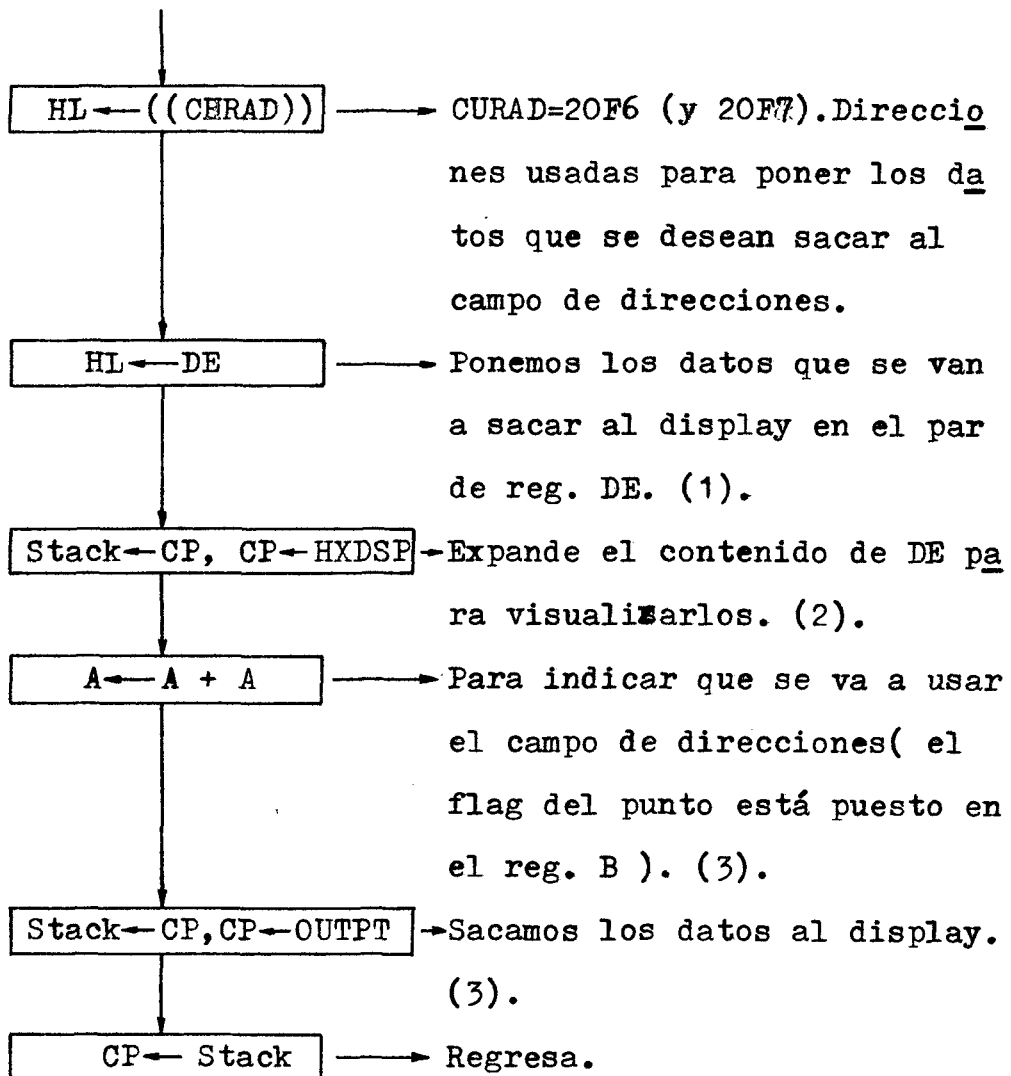 HL ← ((CURAD)) → CURAD=20F6 (y 20F7).Direccio
nes usadas para poner los da
tos que se desean sacar al
campo de direcciones.
HL ← DE → Ponemos los datos que se van
a sacar al display en el par
de reg. DE. (1).
Stack ← CP, CP ← HXDSP → Expande el contenido de DE pa
ra visualizarlos. (2).
A ← A + A → Para indicar que se va a usar
el campo de direcciones( el
flag del punto está puesto en
el reg. B ). (3).
Stack ← CP,CP ← OUTPT → Sacamos los datos al display.
(3).
CP ← Stack → Regresa.